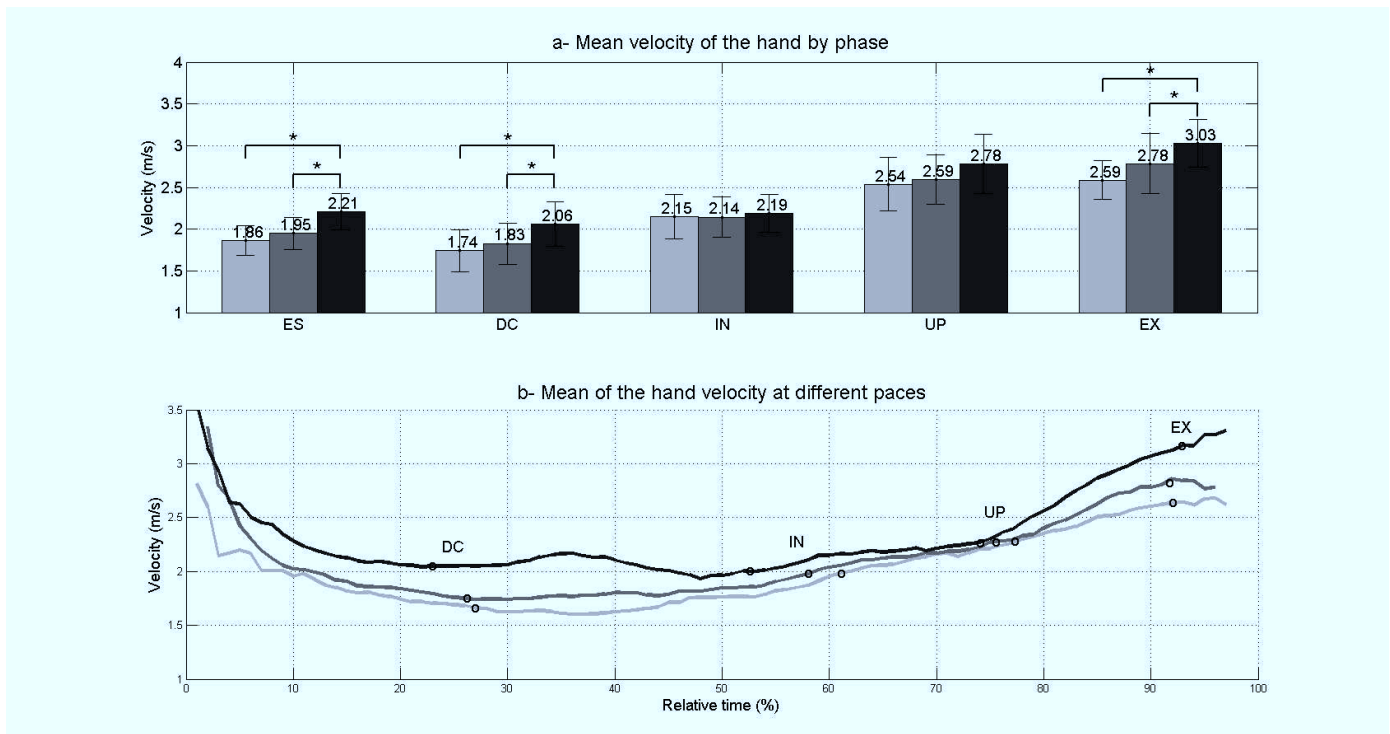 a- Mean velocity of the hand by phase
4
3.5
3
2.5
2
1.5
1
Velocity (m/s)
* * * * * *
1.86 1.95 2.21 1.74 1.83 2.06 2.15 2.14 2.19 2.54 2.59 2.78 2.59 2.78 3.03
ES DC IN UP EX
b- Mean of the hand velocity at different paces
3.5
3
2.5
2
1.5
1
Velocity (m/s)
DC IN UP EX
0 10 20 30 40 50 60 70 80 90 100
Relative time (%)